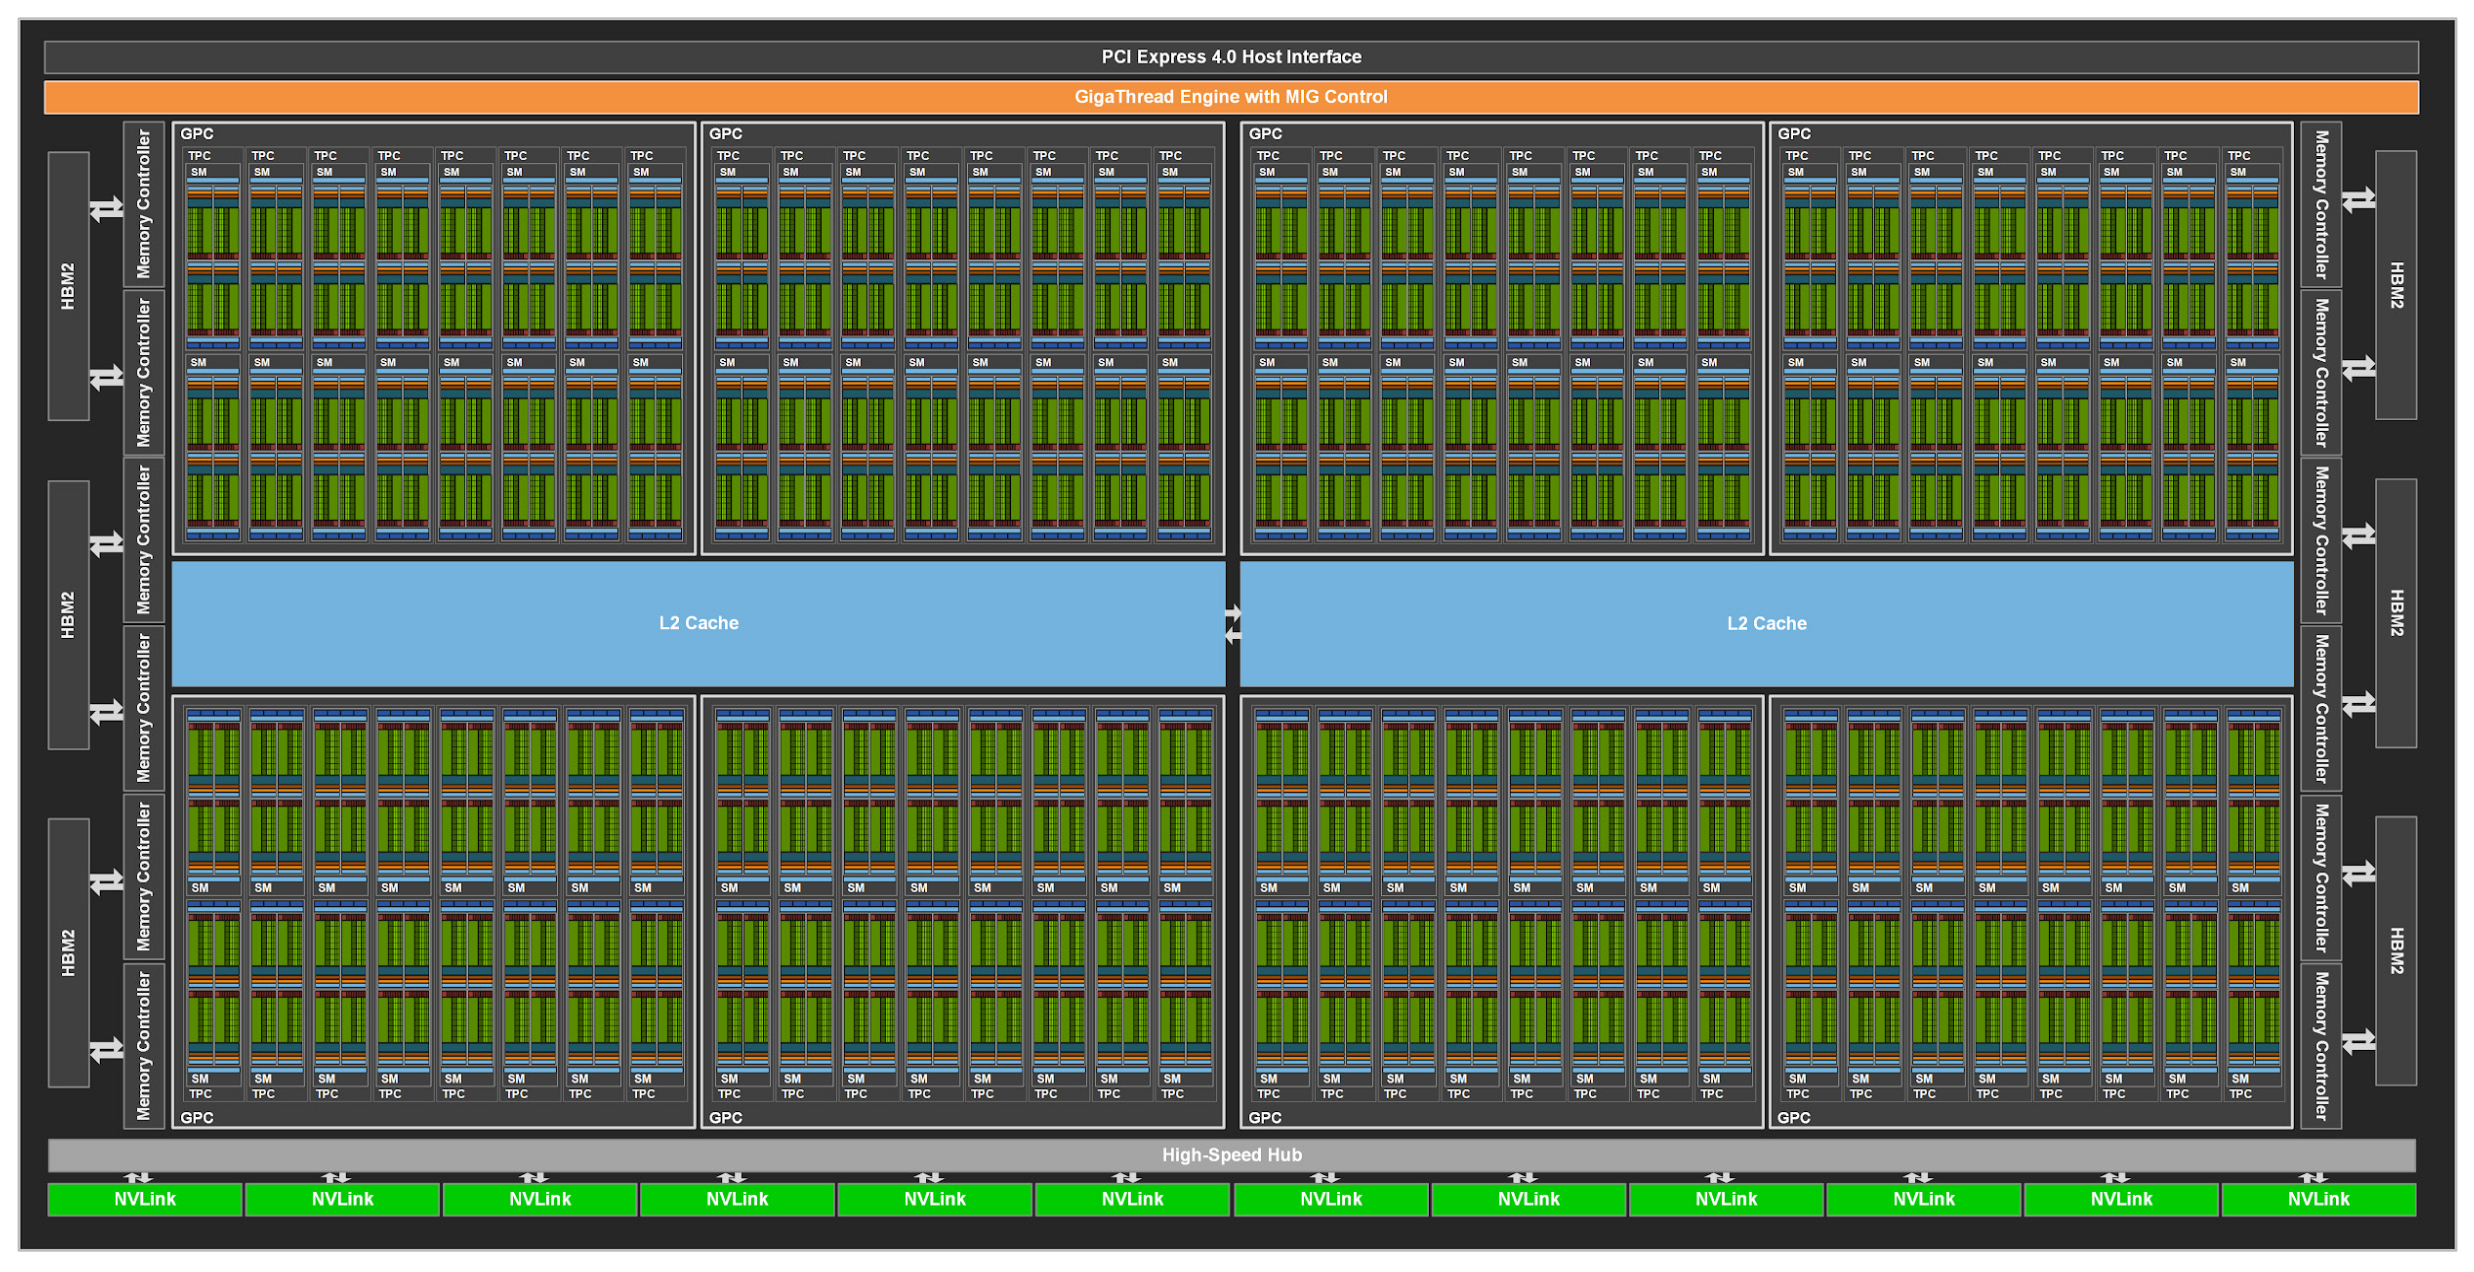 PCI Express 4.0 Host Interface
GigaThread Engine with MIG Control
GPC GPC GPC GPC
TPC TPC TPC TPC TPC TPC TPC TPC TPC TPC TPC TPC TPC TPC TPC TPC TPC TPC TPC TPC TPC TPC TPC TPC TPC TPC TPC TPC TPC TPC TPC TPC
SM SM SM SM SM SM SM SM SM SM SM SM SM SM SM SM SM SM SM SM SM SM SM SM SM SM SM SM SM SM SM SM
SM SM SM SM SM SM SM SM SM SM SM SM SM SM SM SM SM SM SM SM SM SM SM SM SM SM SM SM SM SM SM SM
HBM2
HBM2
HBM2
Memory Controller
Memory Controller
Memory Controller
Memory Controller
Memory Controller
Memory Controller
L2 Cache
L2 Cache
Memory Controller
Memory Controller
Memory Controller
Memory Controller
Memory Controller
Memory Controller
HBM2
HBM2
HBM2
SM SM SM SM SM SM SM SM SM SM SM SM SM SM SM SM SM SM SM SM SM SM SM SM SM SM SM SM SM SM SM SM
SM SM SM SM SM SM SM SM SM SM SM SM SM SM SM SM SM SM SM SM SM SM SM SM SM SM SM SM SM SM SM SM
TPC TPC TPC TPC TPC TPC TPC TPC TPC TPC TPC TPC TPC TPC TPC TPC TPC TPC TPC TPC TPC TPC TPC TPC TPC TPC TPC TPC TPC TPC TPC TPC
GPC GPC GPC GPC
High-Speed Hub
NVLink NVLink NVLink NVLink NVLink NVLink NVLink NVLink NVLink NVLink NVLink NVLink